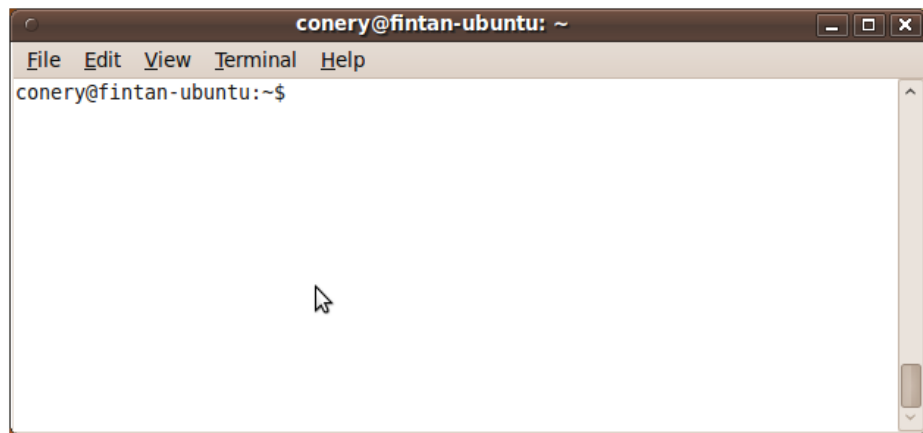 conery@fintan-ubuntu: ~
File Edit View Terminal Help
conery@fintan-ubuntu:~$